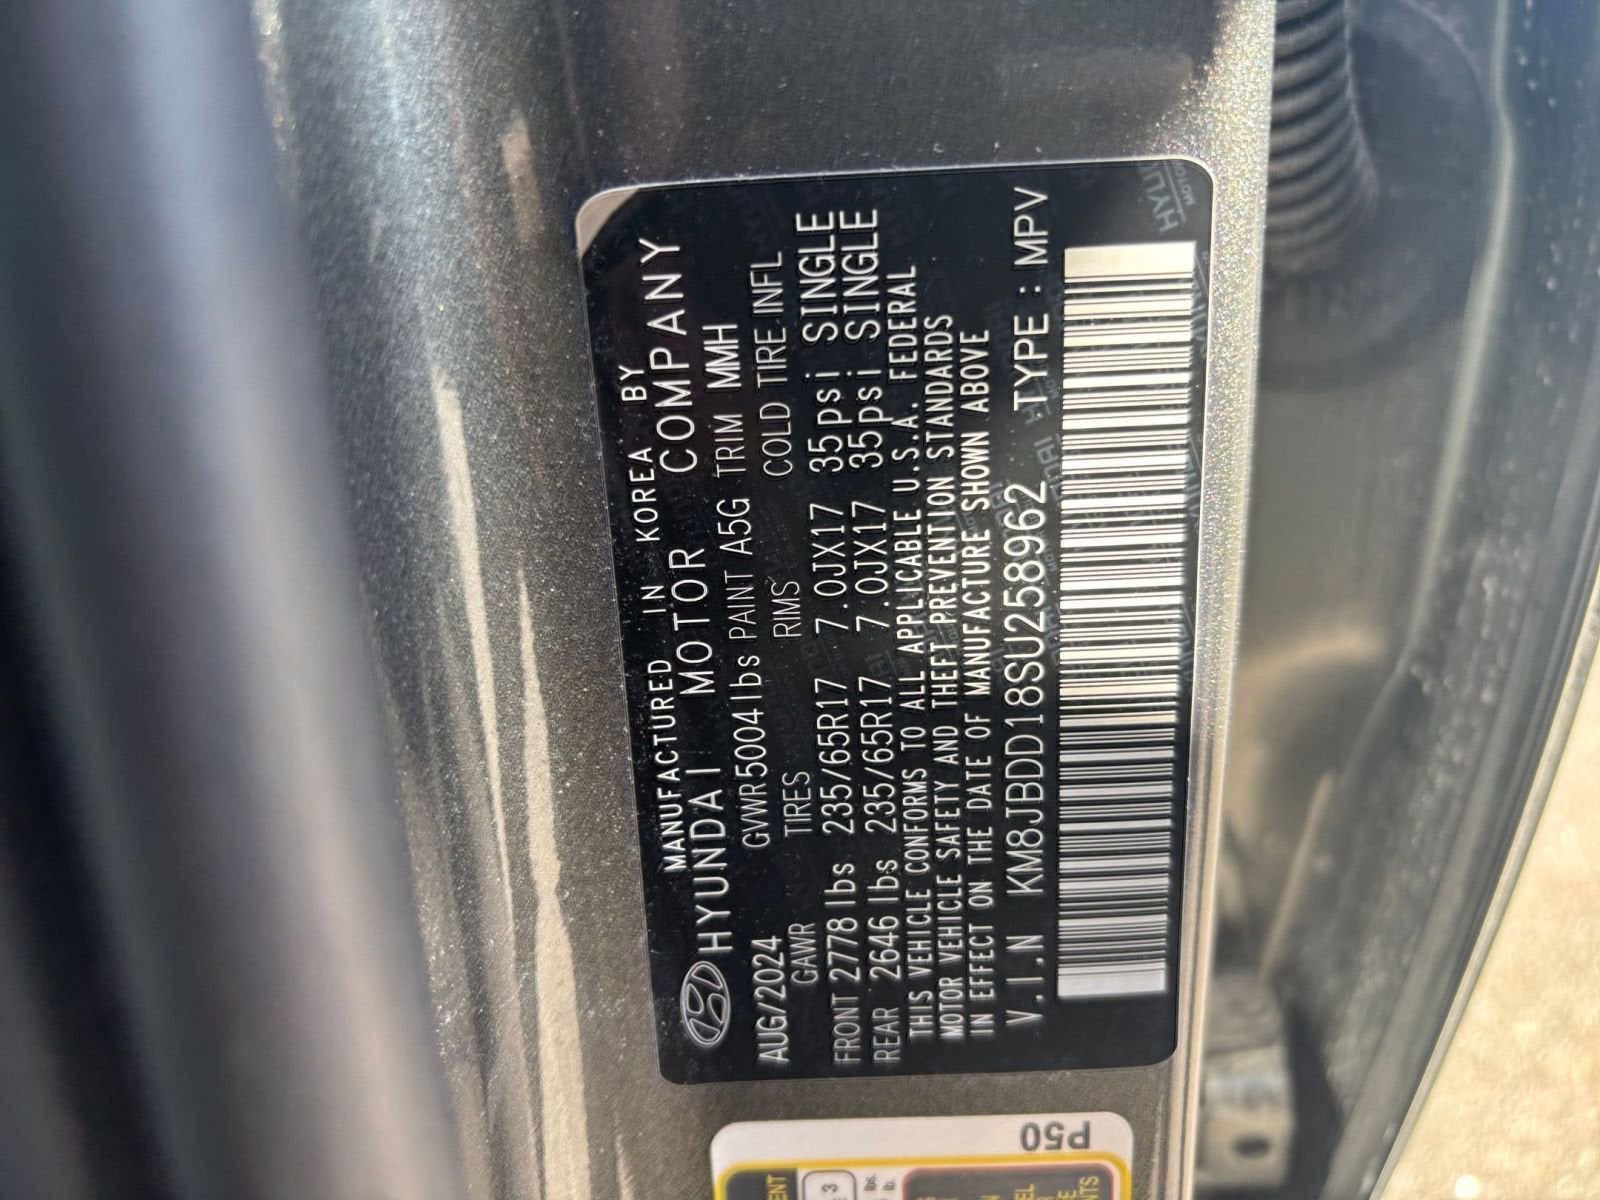 MANUFACTURED IN KOREA BY
HYUNDAI MOTOR COMPANY
AUG/2024 GVWR 5004 lbs PAINT A5G TRIM MMH
GAWR TIRES RIMS COLD TIRE INFL
FRONT 2778 lbs 235/65R17 7.0JX17 35psi SINGLE
REAR 2646 lbs 235/65R17 7.0JX17 35psi SINGLE
THIS VEHICLE CONFORMS TO ALL APPLICABLE U.S.A. FEDERAL
MOTOR VEHICLE SAFETY AND THEFT PREVENTION STANDARDS
IN EFFECT ON THE DATE OF MANUFACTURE SHOWN ABOVE
V.I.N KM8JBDD18SU258962 TYPE : MPV
P50